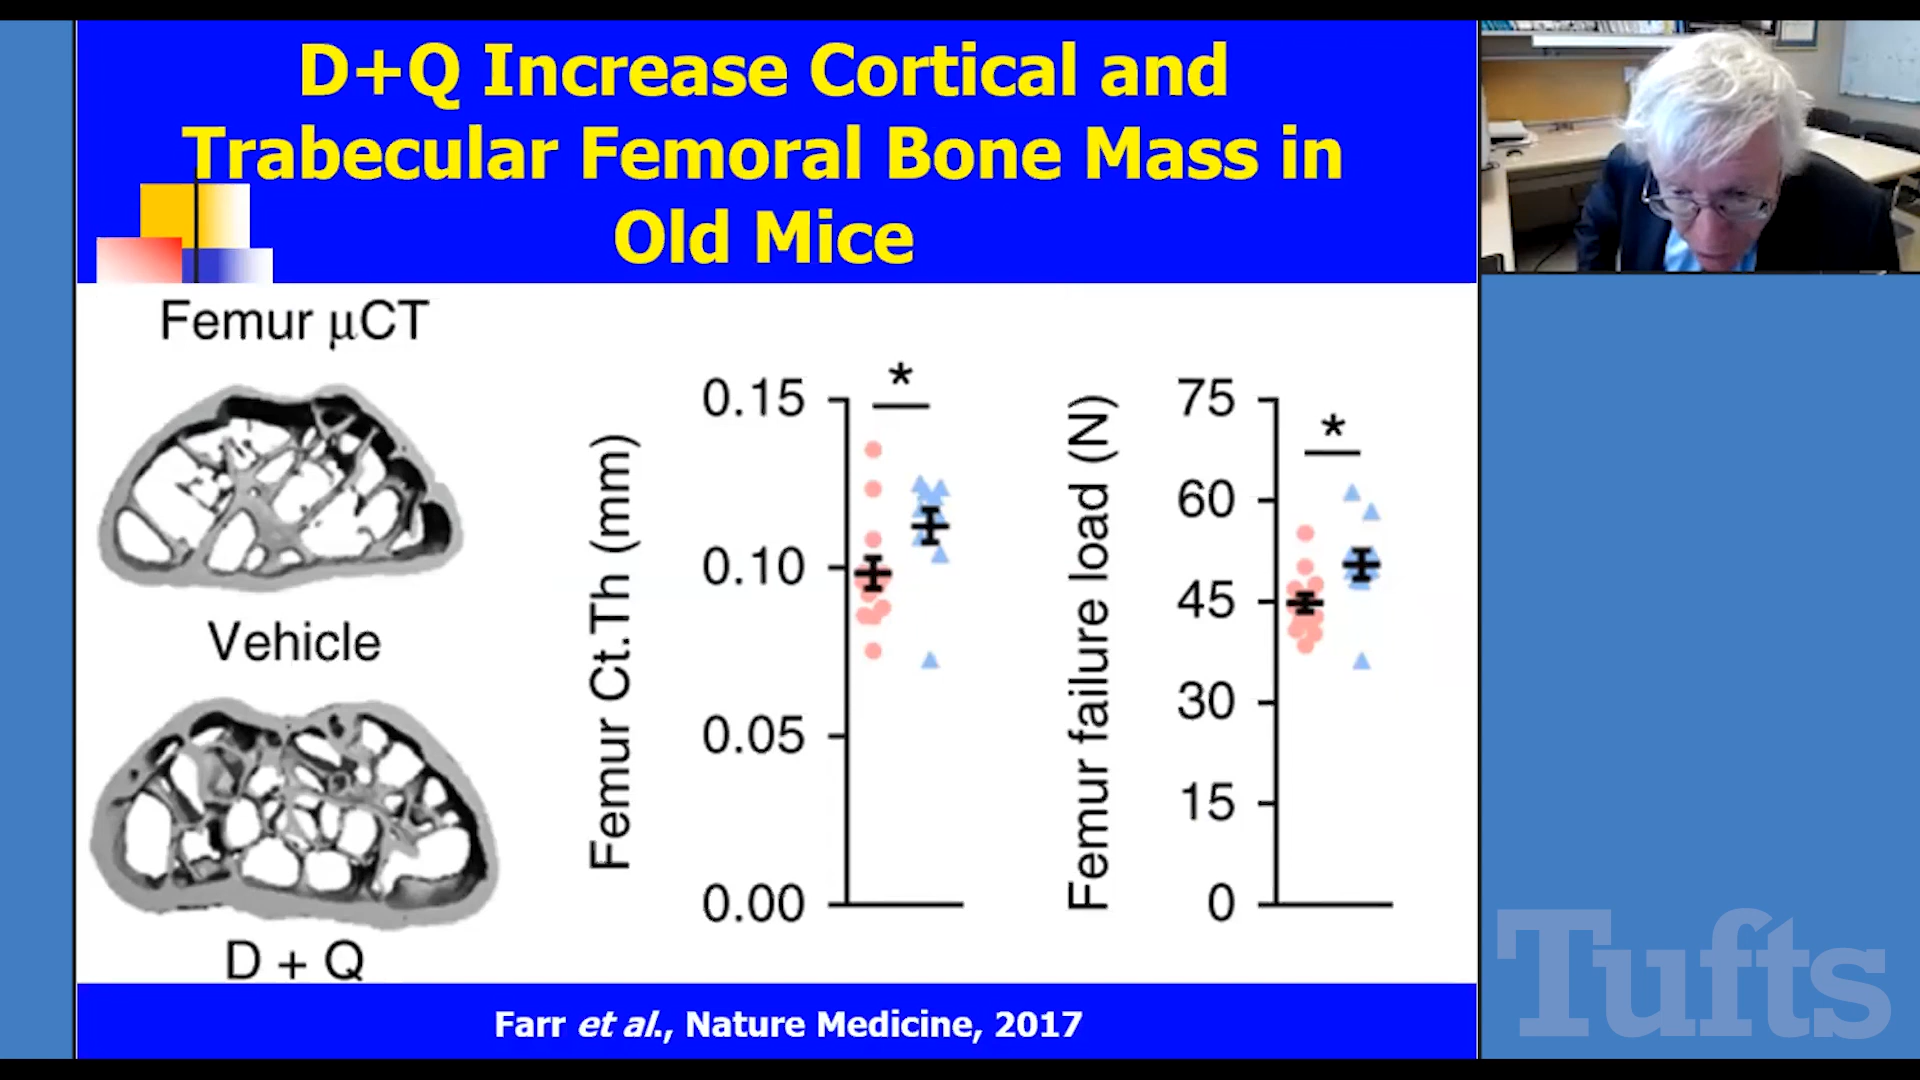 D+Q Increase Cortical and
Trabecular Femoral Bone Mass in
Old Mice
Femur µCT
Vehicle
D + Q
Femur Ct.Th (mm)
0.15
0.10
0.05
0.00
*
Femur failure load (N)
75
60
45
30
15
0
*
Farr et al., Nature Medicine, 2017
Tufts